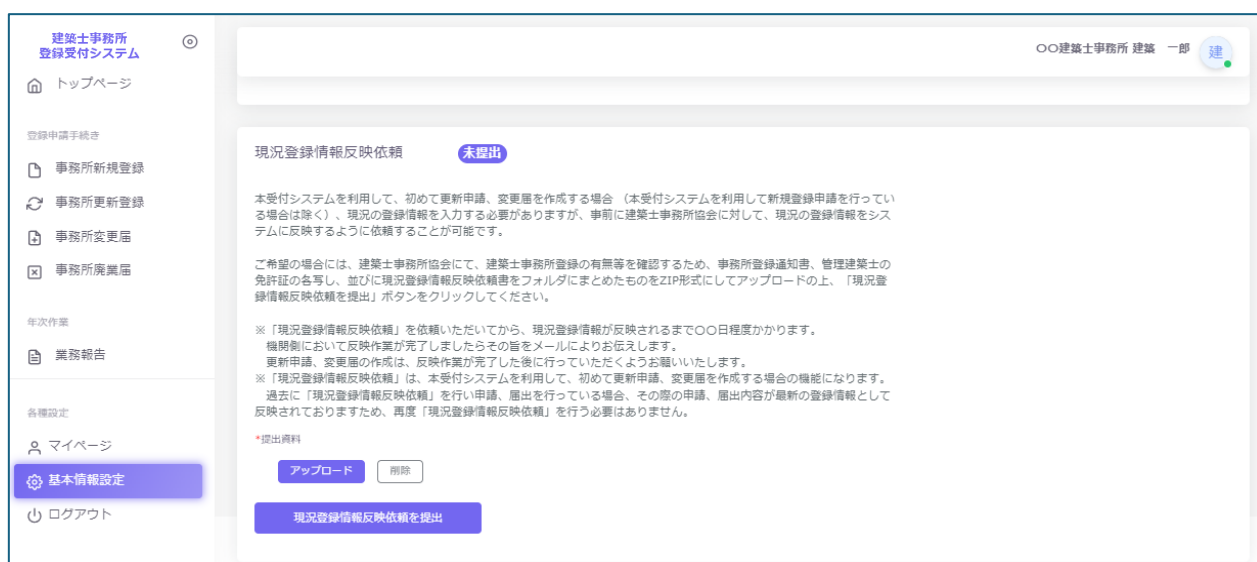 建築士事務所
登録受付システム
トップページ
登録申請手続き
事務所新規登録
事務所更新登録
事務所変更届
事務所廃業届
年次作業
業務報告
各種設定
マイページ
基本情報設定
ログアウト
〇〇建築士事務所 建築　一郎
建
現況登録情報反映依頼
未提出
本受付システムを利用して、初めて更新申請、変更届を作成する場合 （本受付システムを利用して新規登録申請を行ってい
る場合は除く）、現況の登録情報を入力する必要がありますが、事前に建築士事務所協会に対して、現況の登録情報をシス
テムに反映するように依頼することが可能です。
ご希望の場合には、建築士事務所協会にて、建築士事務所登録の有無等を確認するため、事務所登録通知書、管理建築士の
免許証の各写し、並びに現況登録情報反映依頼書をフォルダにまとめたものをZIP形式にしてアップロードの上、「現況登
録情報反映依頼を提出」ボタンをクリックしてください。
※「現況登録情報反映依頼」を依頼いただいてから、現況登録情報が反映されるまで〇〇日程度かかります。
機関側において反映作業が完了しましたらその旨をメールによりお伝えします。
更新申請、変更届の作成は、反映作業が完了した後に行っていただくようお願いいたします。
※「現況登録情報反映依頼」は、本受付システムを利用して、初めて更新申請、変更届を作成する場合の機能になります。
過去に「現況登録情報反映依頼」を行い申請、届出を行っている場合、その際の申請、届出内容が最新の登録情報として
反映されておりますため、再度「現況登録情報反映依頼」を行う必要はありません。
*提出資料
アップロード
削除
現況登録情報反映依頼を提出